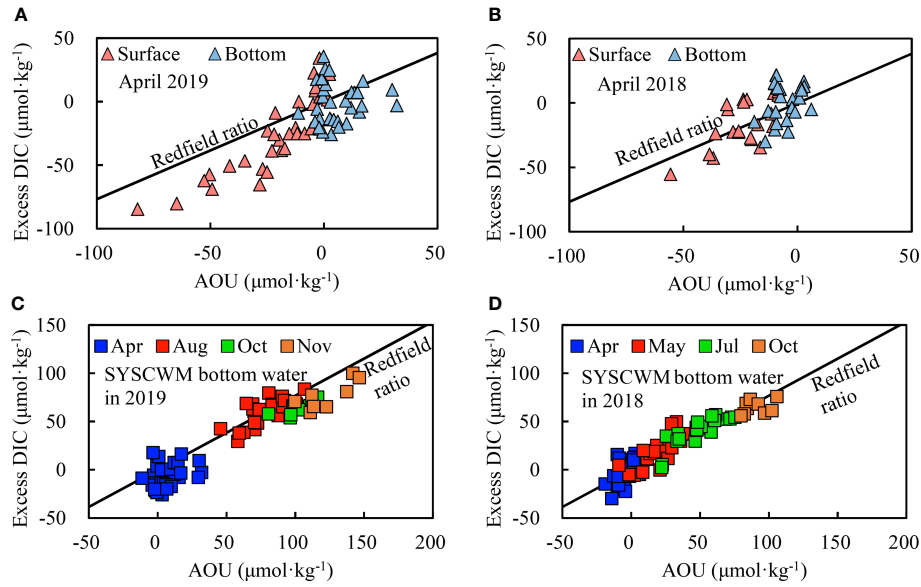 A
Excess DIC (μmol·kg-1)
50
0
-50
-100
Surface Bottom
April 2019
Redfield ratio
-100 -50 0 50
AOU (μmol·kg-1)
B
Excess DIC (μmol·kg-1)
50
0
-50
-100
Surface Bottom
April 2018
Redfield ratio
-100 -50 0 50
AOU (μmol·kg-1)
C
Excess DIC (μmol·kg-1)
150
100
50
0
-50
Apr Aug Oct Nov
SYSCWM bottom water
in 2019
Redfield
ratio
-50 0 50 100 150 200
AOU (μmol·kg-1)
D
Excess DIC (μmol·kg-1)
150
100
50
0
-50
Apr May Jul Oct
SYSCWM bottom water
in 2018
Redfield
ratio
-50 0 50 100 150 200
AOU (μmol·kg-1)